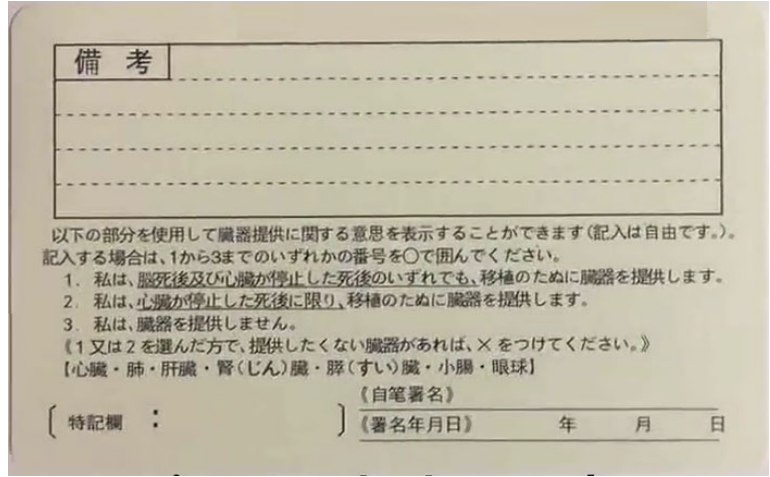 備 考
以下の部分を使用して臓器提供に関する意思を表示することができます(記入は自由です。)。
記入する場合は、1から3までのいずれかの番号を○で囲んでください。
1. 私は、脳死後及び心臓が停止した死後のいずれでも、移植のために臓器を提供します。
2. 私は、心臓が停止した死後に限り、移植のために臓器を提供します。
3. 私は、臓器を提供しません。
《1又は2を選んだ方で、提供したくない臓器があれば、×をつけてください。》
【心臓・肺・肝臓・腎(じん)臓・膵(すい)臓・小腸・眼球】
〔 特記欄 : 〕
《自筆署名》
《署名年月日》 年 月 日